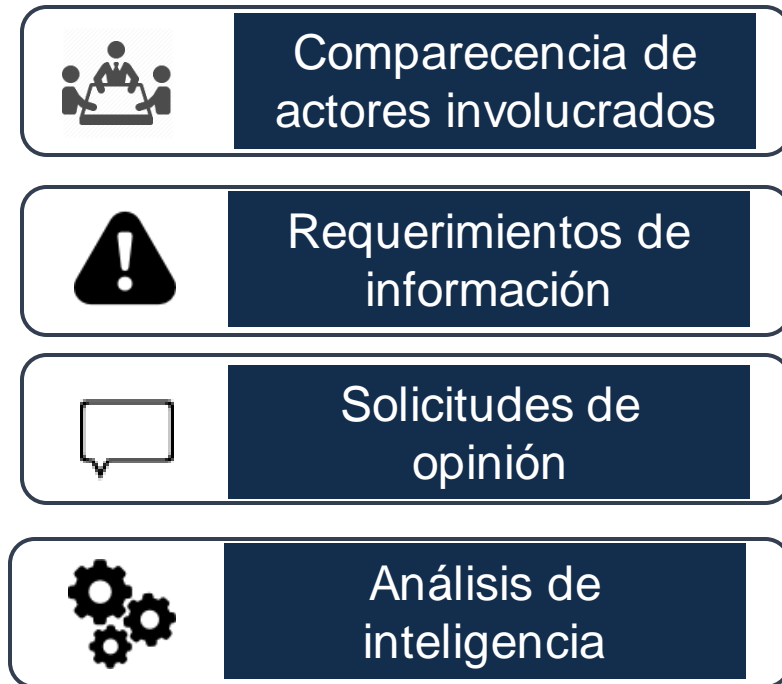 Comparecencia de
actores involucrados
Requerimientos de
información
Solicitudes de
opinión
Análisis de
inteligencia